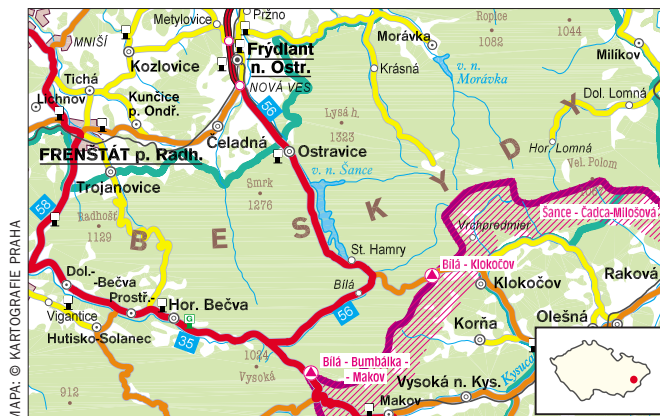 Metylovice
Pržno
Ropice
1082
1044
MNIŠÍ
Frýdlant
n. Ostr.
Morávka
Milíkov
Kozlovice
Krásná
v. n.
Morávka
Tichá
NOVÁ VES
Dol. Lomná
Lichnov
Kunčice
p. Ondř.
56
Lysá h.
1323
Čeladná
Hor. Lomná
FRENŠTÁT p. Radh.
Ostravice
Vel. Polom
v. n. Šance
Trojanovice
Smrk
1276
58
Radhošť
1129
BESKYDY
Vrchpredmier
Šance - Čadca-Milošová
St. Hamry
Bílá - Klokočov
Dol.-
-Bečva
Bílá
Klokočov
Raková
Prostř.-
Hor. Bečva
G
56
Vigantice
Korňa
Olešná
Hutisko-Solanec
35
1024
Vysoká
Bílá - Bumbálka -
- Makov
Kysuca
912
Vysoká n. Kys.
Makov
MAPA: © KARTOGRAFIE PRAHA